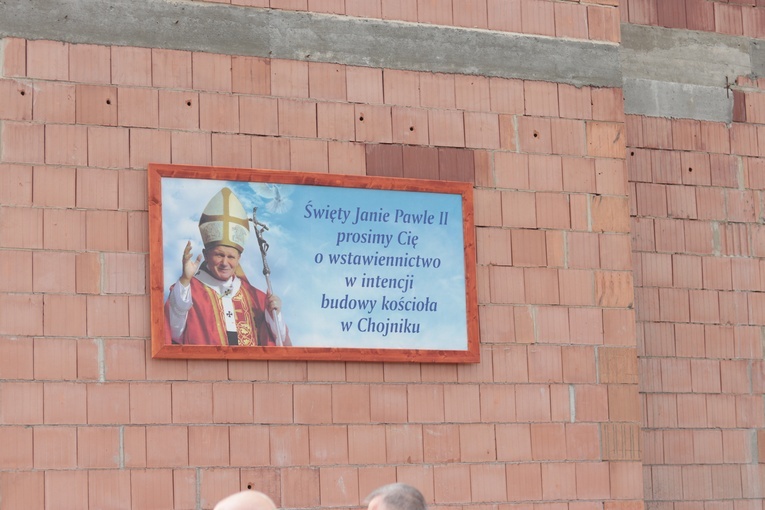 Święty Janie Pawle II
prosimy Cię
o wstawiennictwo
w intencji
budowy kościoła
w Chojniku